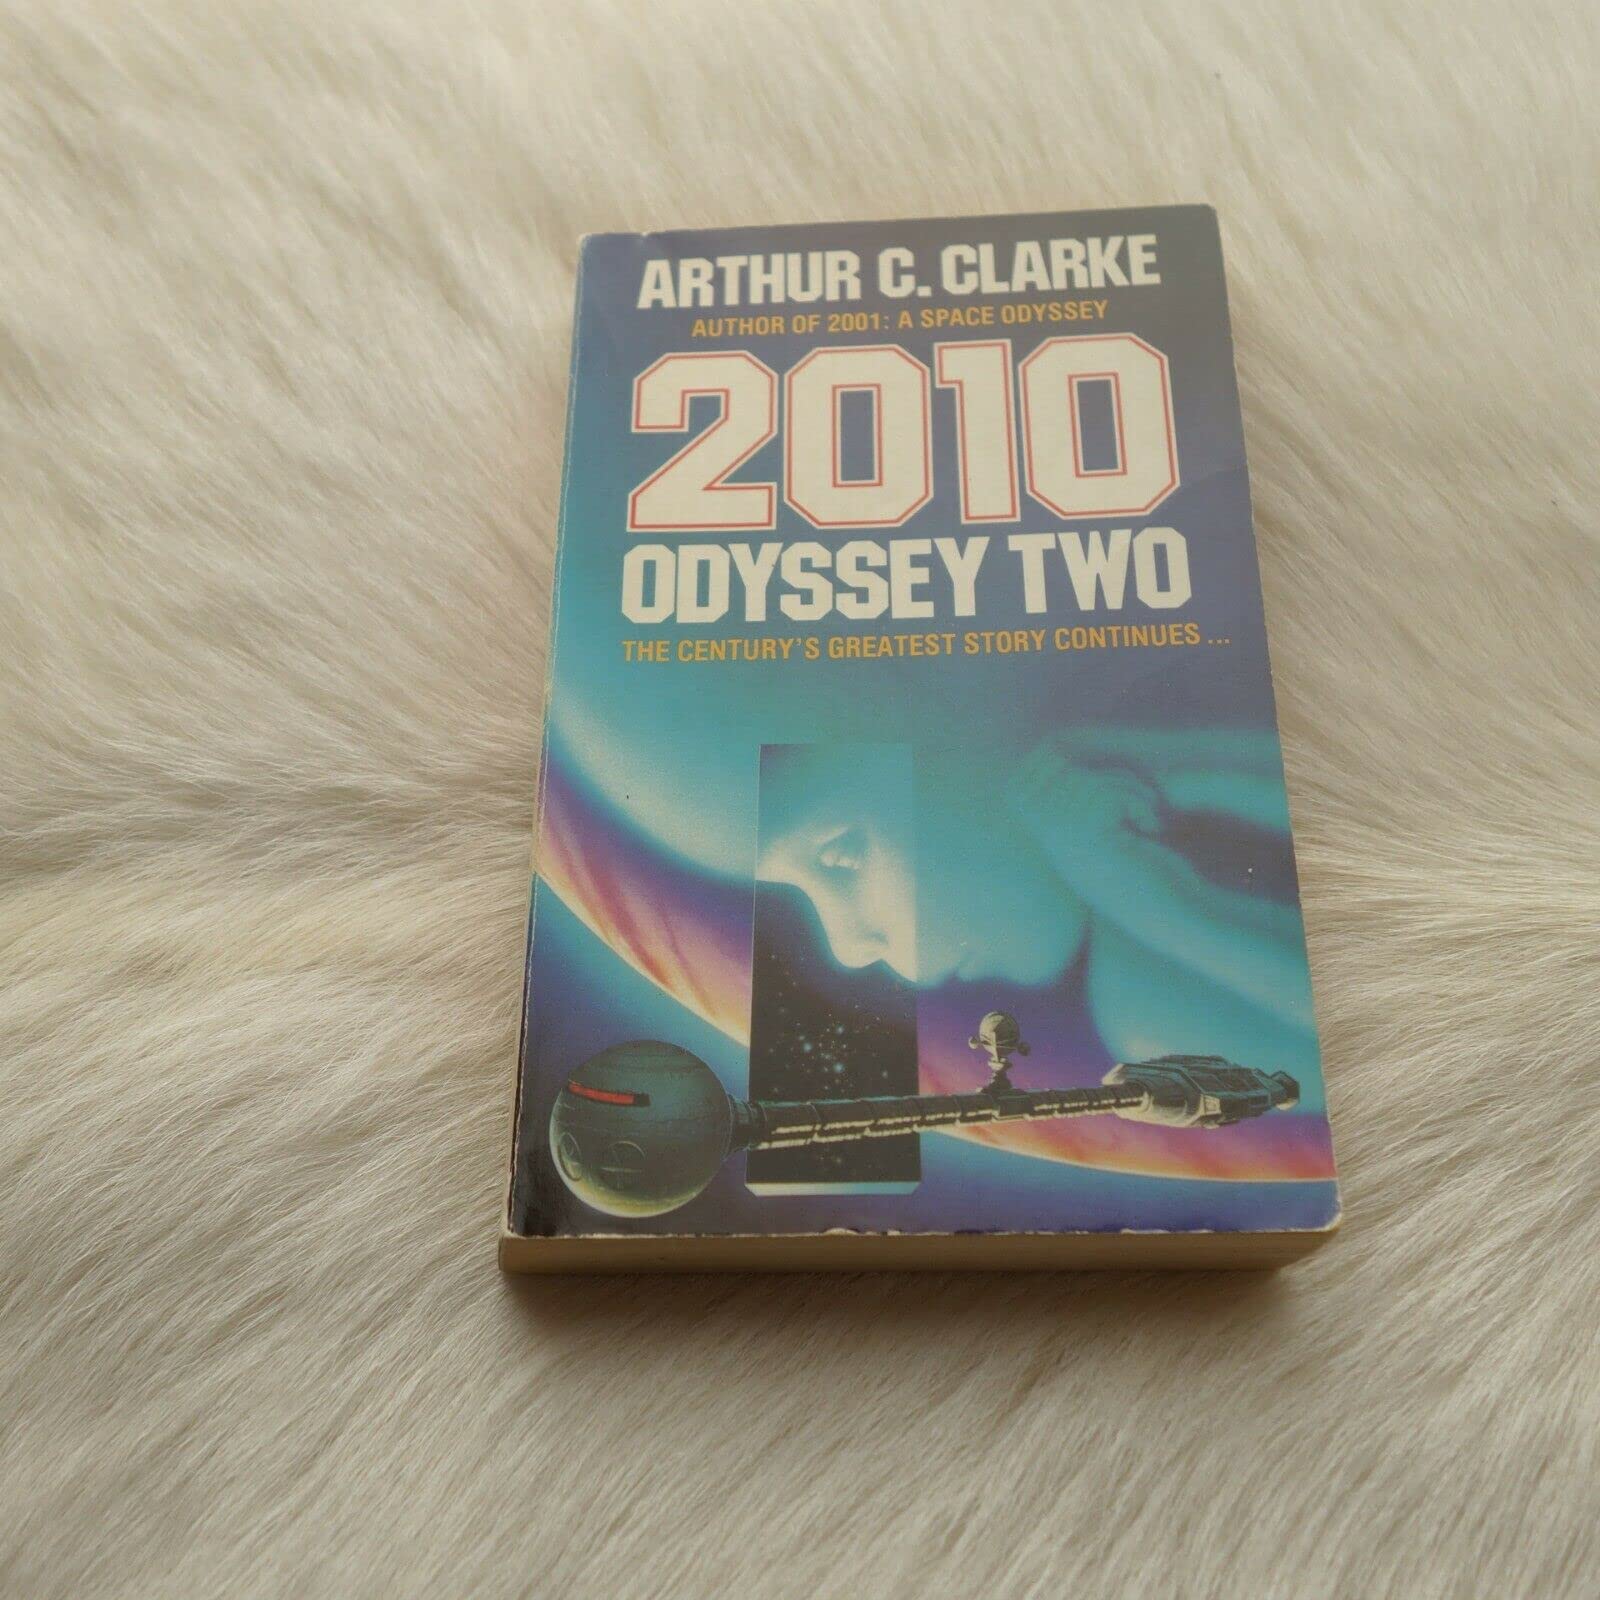 ARTHUR C. CLARKE
AUTHOR OF 2001: A SPACE ODYSSEY
2010
ODYSSEY TWO
THE CENTURY'S GREATEST STORY CONTINUES...